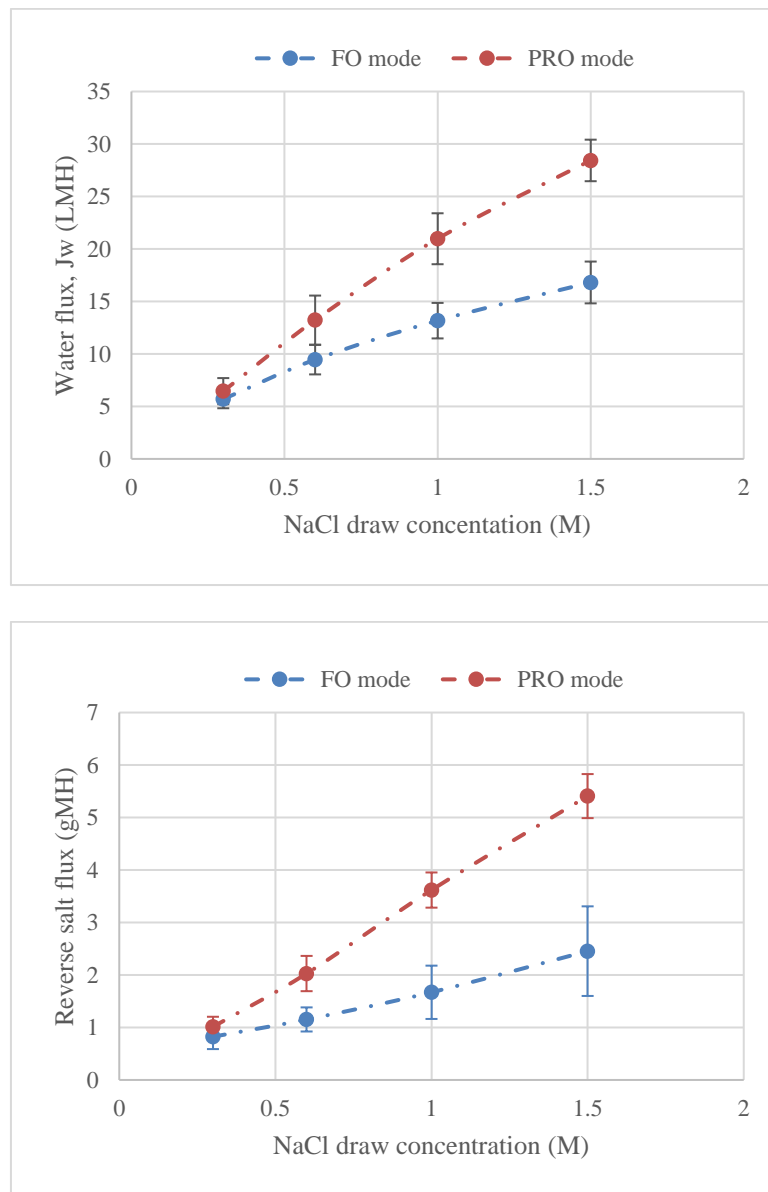 FO mode PRO mode
35
30
25
20
15
10
5
0
Water flux, Jw (LMH)
0 0.5 1 1.5 2
NaCl draw concentation (M)
FO mode PRO mode
7
6
5
4
3
2
1
0
Reverse salt flux (gMH)
0 0.5 1 1.5 2
NaCl draw concentration (M)